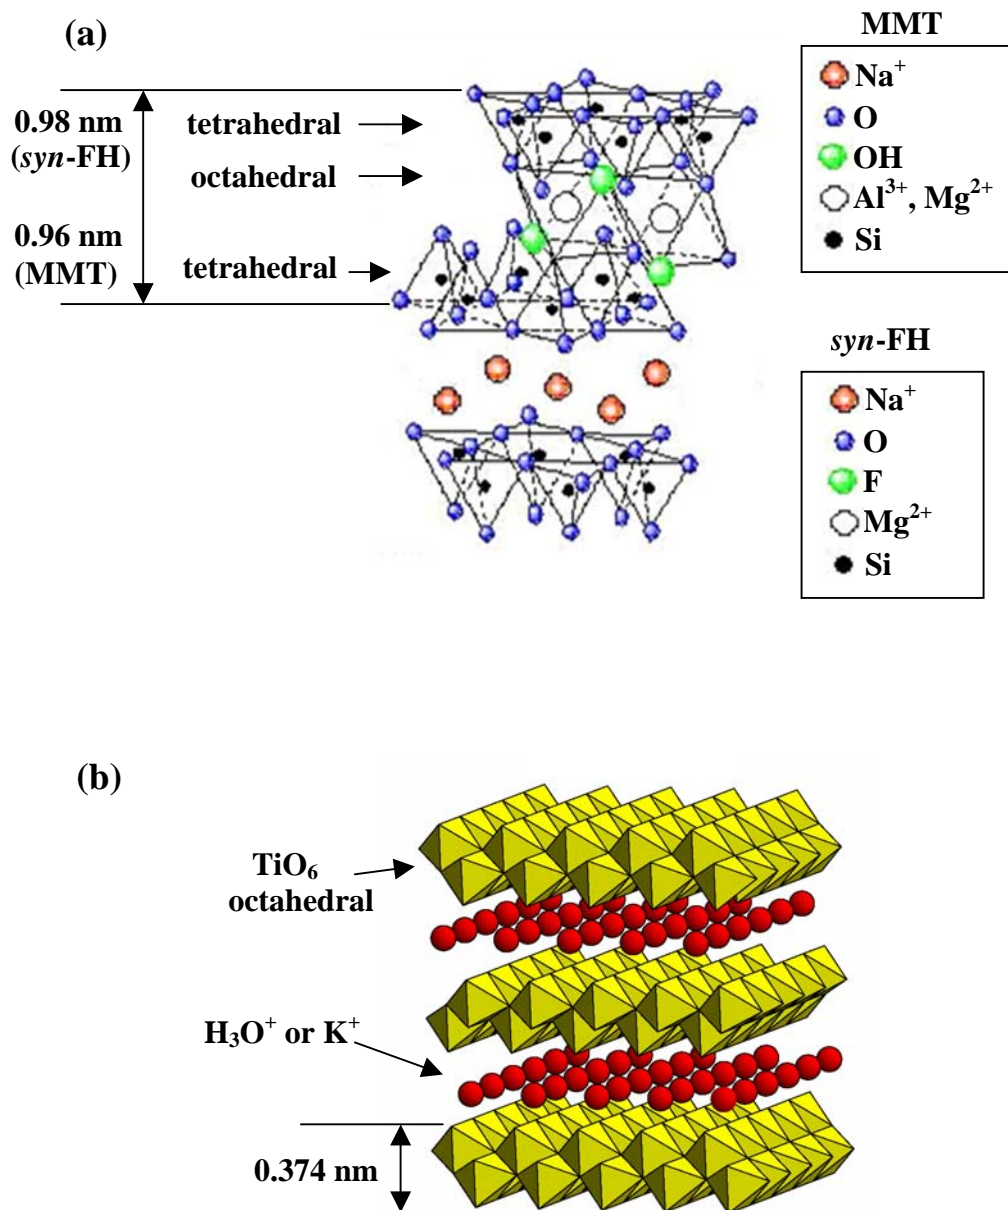 (a)
0.98 nm
(syn-FH)
0.96 nm
(MMT)
tetrahedral
octahedral
tetrahedral
MMT
Na⁺
O
OH
Al³⁺, Mg²⁺
Si
syn-FH
Na⁺
O
F
Mg²⁺
Si
(b)
TiO₆
octahedral
H₃O⁺ or K⁺
0.374 nm